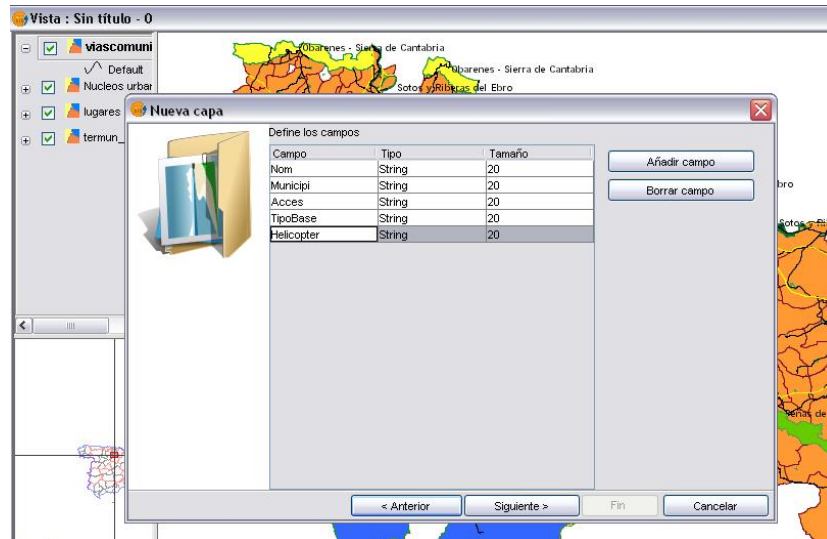 Vista : Sin título - 0
viascomuni
Default
Nucleos urbar
lugares
termun_
Obarenes - Sierra de Cantabria
Obarenes - Sierra de Cantabria
Sotos y Riberas del Ebro
Nueva capa
Define los campos
Campo Tipo Tamaño
Nom String 20
Municipi String 20
Acces String 20
TipoBase String 20
Helicopter String 20
Añadir campo
Borrar campo
bro
Sotos
< Anterior
Siguiente >
Fin
Cancelar